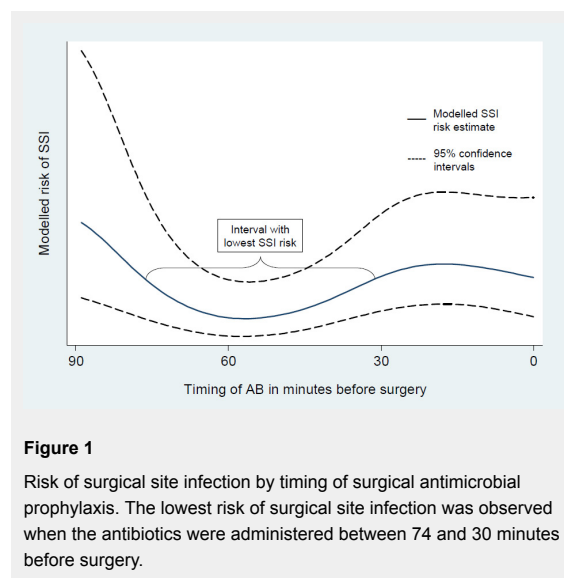 Modelled risk of SSI
Modelled SSI
risk estimate
95% confidence
intervals
Interval with
lowest SSI risk
90
60
30
0
Timing of AB in minutes before surgery
Figure 1
Risk of surgical site infection by timing of surgical antimicrobial
prophylaxis. The lowest risk of surgical site infection was observed
when the antibiotics were administered between 74 and 30 minutes
before surgery.